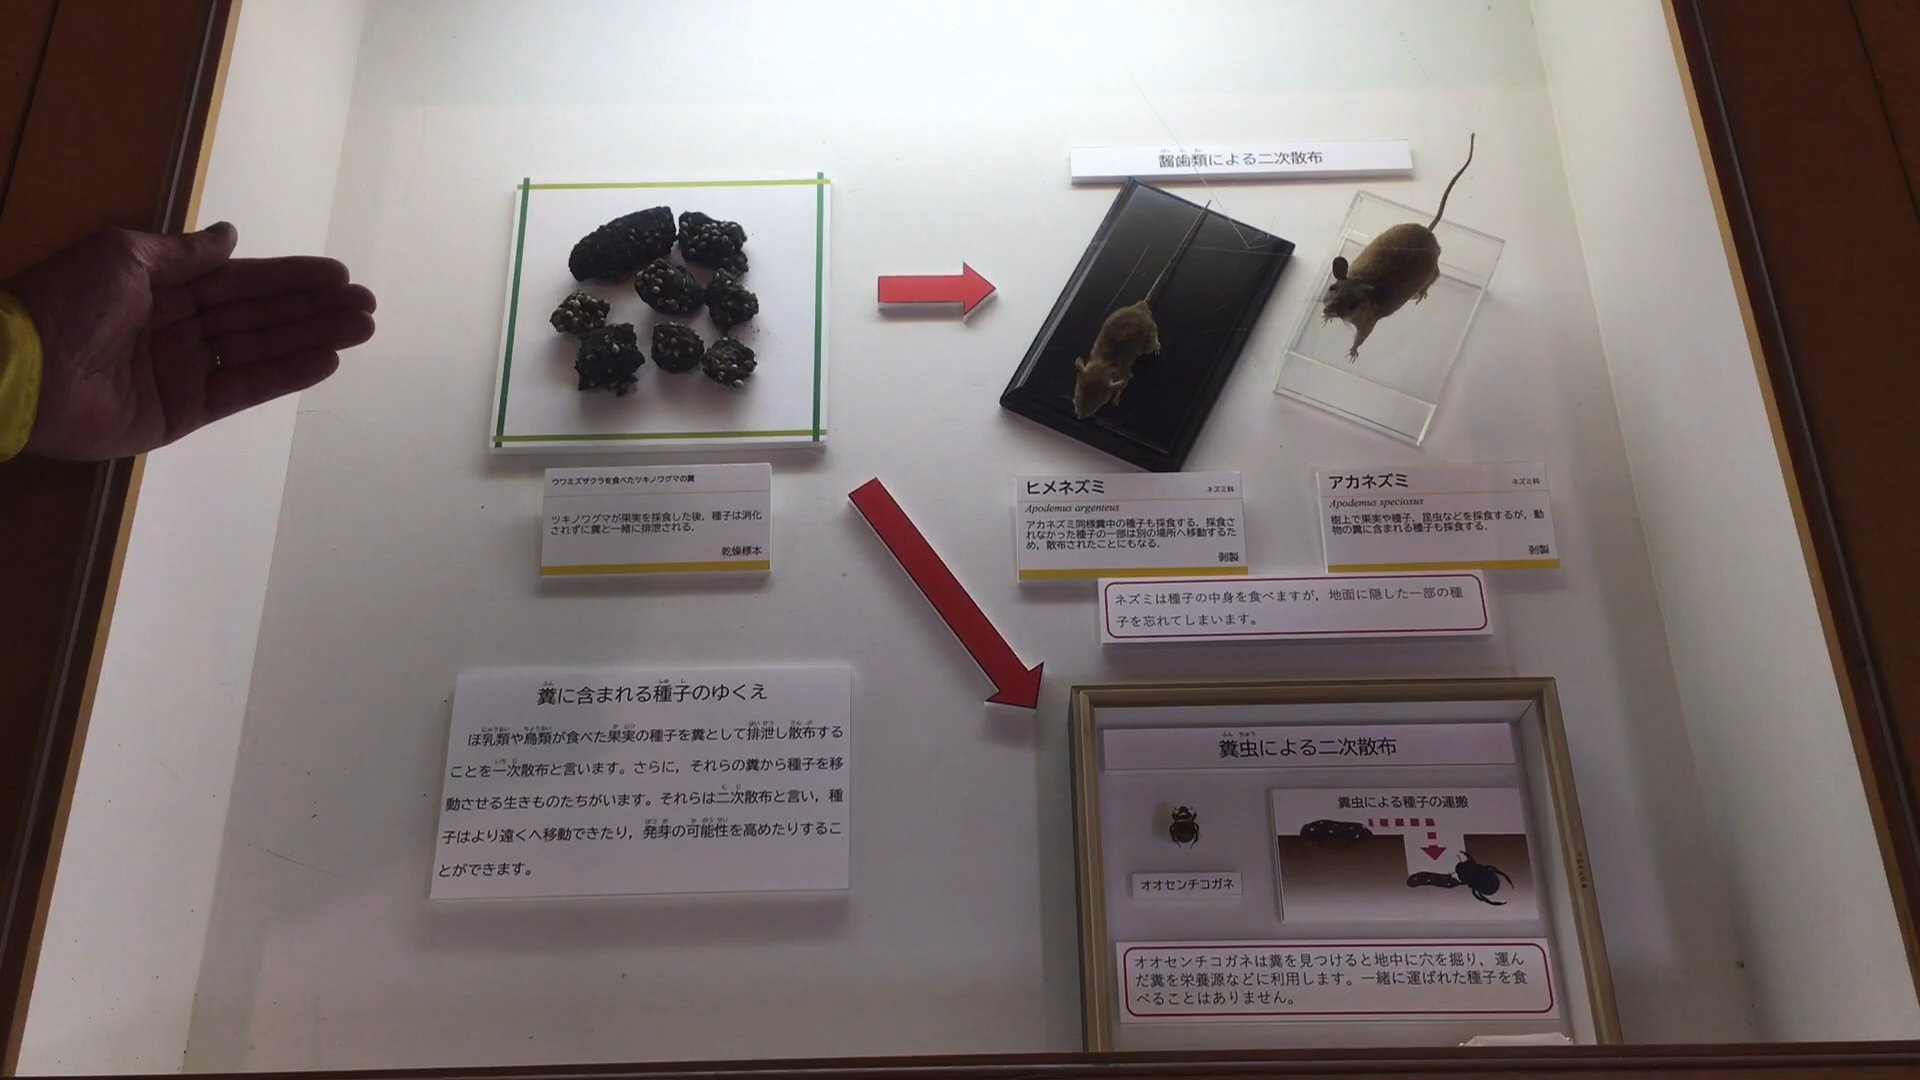 齧歯類による二次散布
ウワミズザクラを食べたツキノワグマの糞
ツキノワグマが果実を採食した後，種子は消化
されずに糞と一緒に排泄される．
乾燥標本
ヒメネズミ
ネズミ科
Apodemus argenteus
アカネズミ同様糞中の種子も採食する．採食さ
れなかった種子の一部は別の場所へ移動するた
め，散布されたことにもなる．
剥製
アカネズミ
ネズミ科
Apodemus speciosus
樹上で果実や種子，昆虫などを採食するが，動
物の糞に含まれる種子も採食する．
剥製
ネズミは種子の中身を食べますが，地面に隠した一部の種
子を忘れてしまいます。
糞に含まれる種子のゆくえ
ほ乳類や鳥類が食べた果実の種子を糞として排泄し散布する
ことを一次散布と言います。さらに，それらの糞から種子を移
動させる生きものたちがいます。それらは二次散布と言い，種
子はより遠くへ移動できたり，発芽の可能性を高めたりするこ
とができます。
糞虫による二次散布
糞虫による種子の運搬
オオセンチコガネ
オオセンチコガネは糞を見つけると地中に穴を掘り，運ん
だ糞を栄養源などに利用します。一緒に運ばれた種子を食
べることはありません。